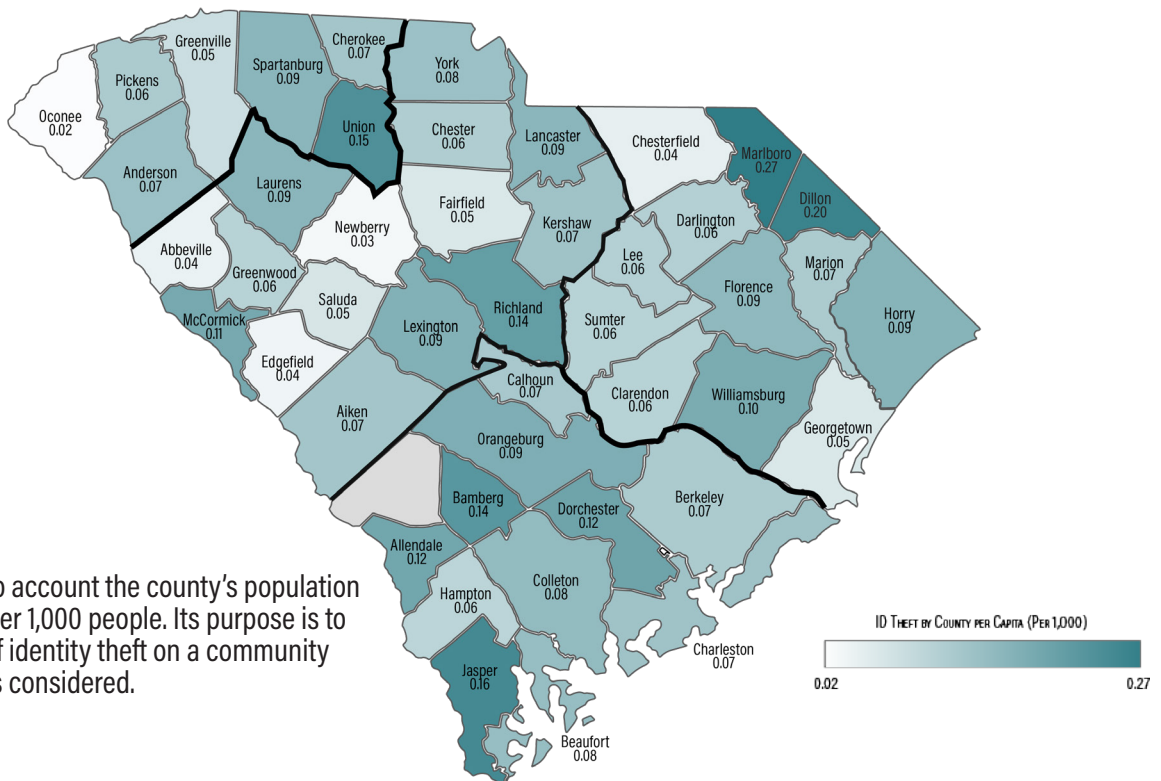 Greenville
0.05
Cherokee
0.07
Spartanburg
0.09
York
0.08
Pickens
0.06
Oconee
0.02
Union
0.15
Chester
0.06
Lancaster
0.09
Chesterfield
0.04
Marlboro
0.27
Anderson
0.07
Laurens
0.09
Dillon
0.20
Fairfield
0.05
Newberry
0.03
Kershaw
0.07
Darlington
0.06
Abbeville
0.04
Greenwood
0.06
Lee
0.06
Marion
0.07
Saluda
0.05
Florence
0.09
McCormick
0.11
Lexington
0.09
Richland
0.14
Sumter
0.06
Horry
0.09
Edgefield
0.04
Calhoun
0.07
Clarendon
0.06
Williamsburg
0.10
Aiken
0.07
Georgetown
0.05
Orangeburg
0.09
Bamberg
0.14
Dorchester
0.12
Berkeley
0.07
Allendale
0.12
Colleton
0.08
Hampton
0.06
Charleston
0.07
Jasper
0.16
Beaufort
0.08
o account the county's population
er 1,000 people. Its purpose is to
f identity theft on a community
s considered.
ID THEFT BY COUNTY PER CAPITA (PER 1,000)
0.02
0.27